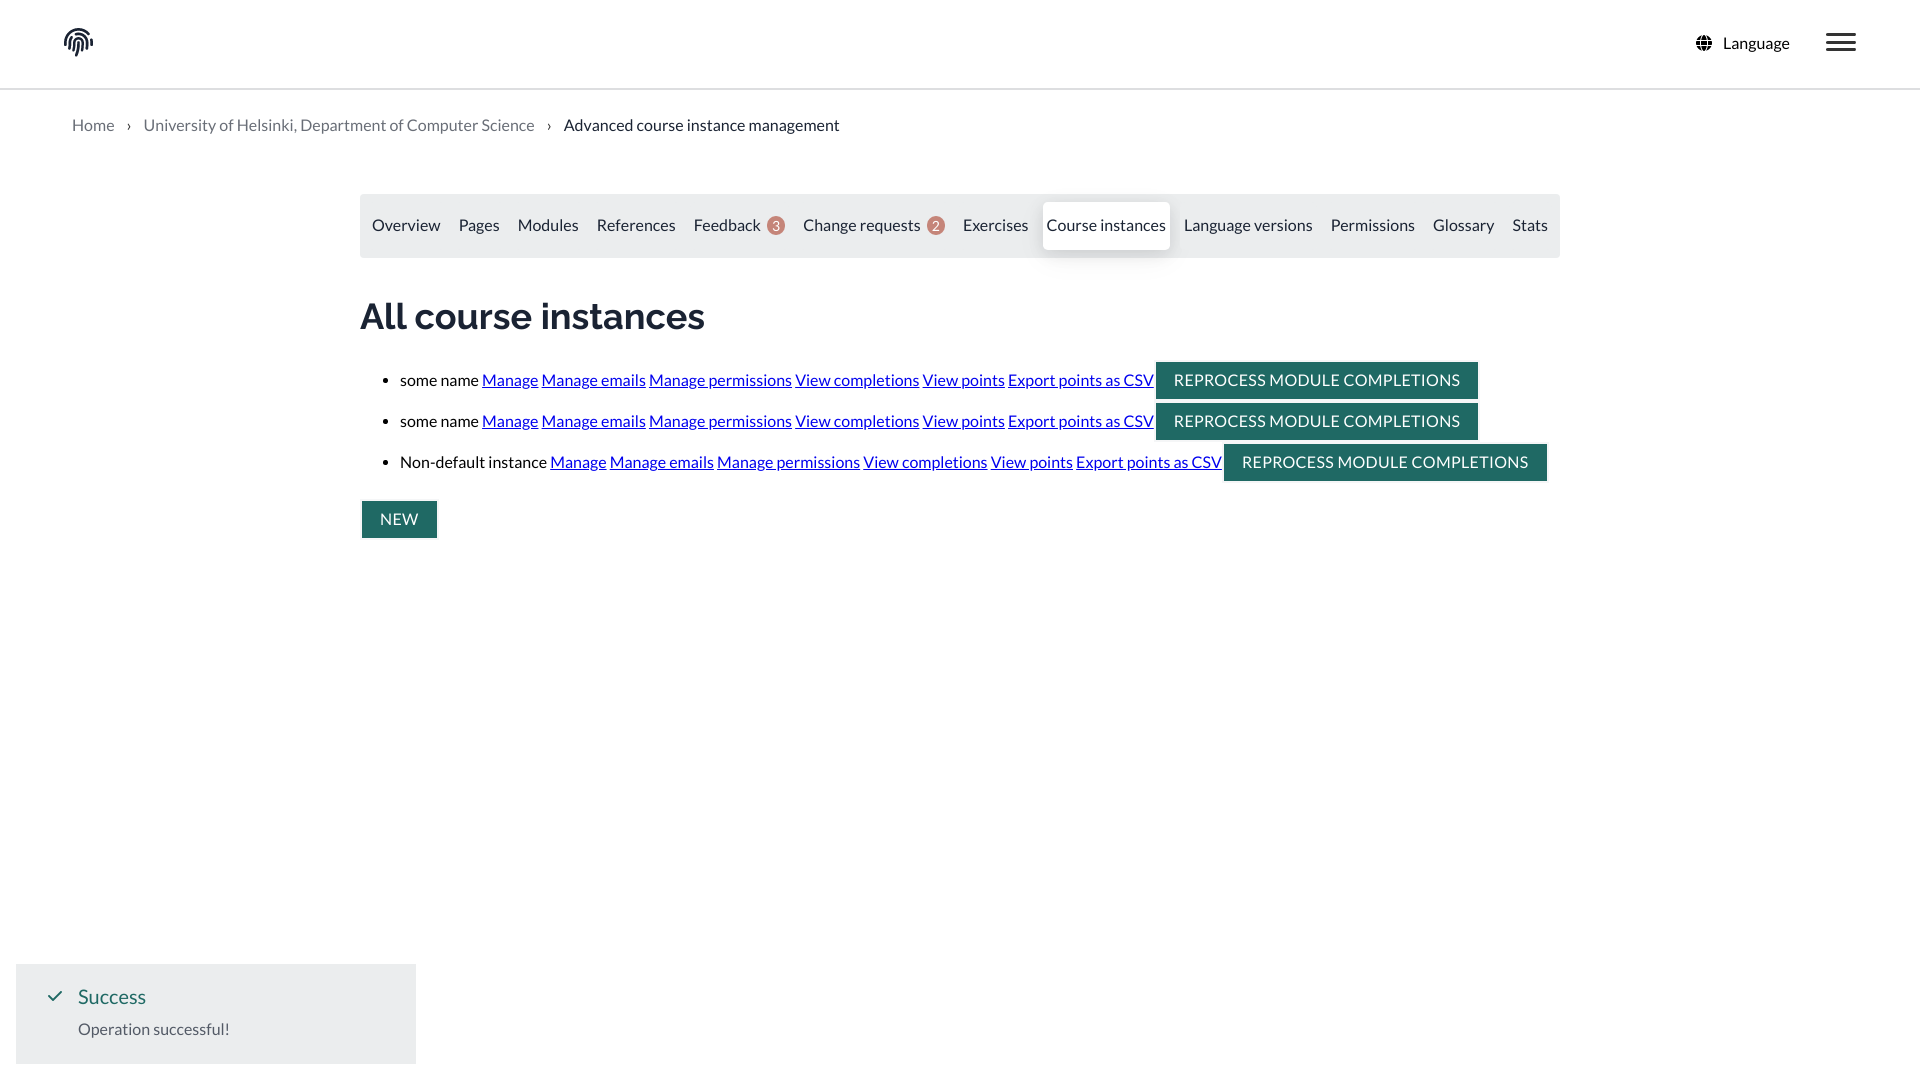 Language
Home › University of Helsinki, Department of Computer Science › Advanced course instance management
Overview Pages Modules References Feedback 3 Change requests 2 Exercises Course instances Language versions Permissions Glossary Stats
All course instances
• some name Manage Manage emails Manage permissions View completions View points Export points as CSV REPROCESS MODULE COMPLETIONS
• some name Manage Manage emails Manage permissions View completions View points Export points as CSV REPROCESS MODULE COMPLETIONS
• Non-default instance Manage Manage emails Manage permissions View completions View points Export points as CSV REPROCESS MODULE COMPLETIONS
NEW
Success
Operation successful!